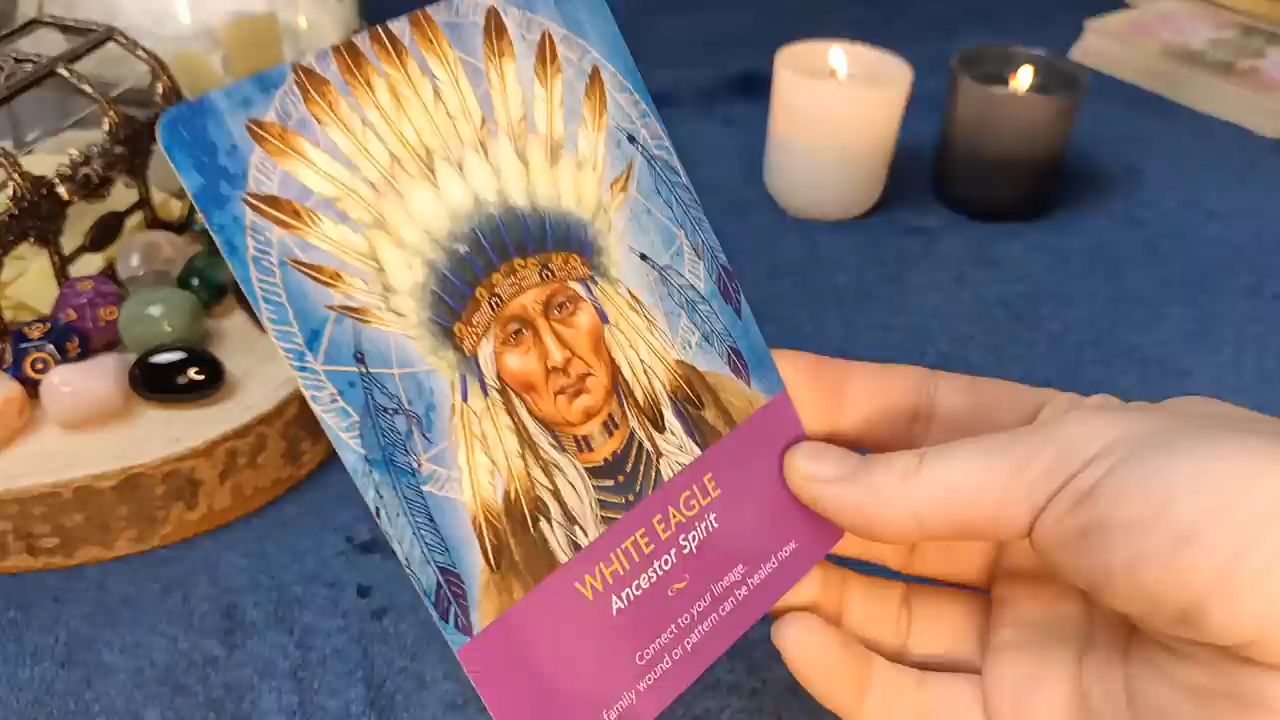 WHITE EAGLE
Ancestor Spirit
Connect to your lineage.
family wound or pattern can be healed now.